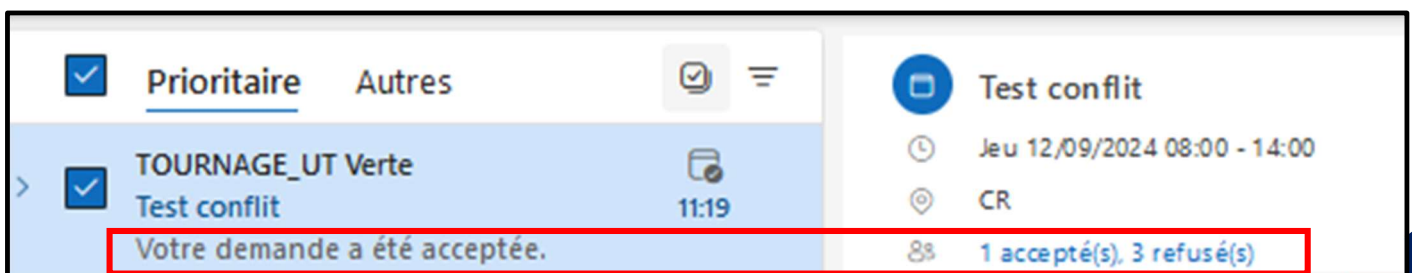 Prioritaire Autres
TOURNAGE_UT Verte
Test conflit 11:19
Votre demande a été acceptée.
Test conflit
Jeu 12/09/2024 08:00 - 14:00
CR
1 accepté(s), 3 refusé(s)